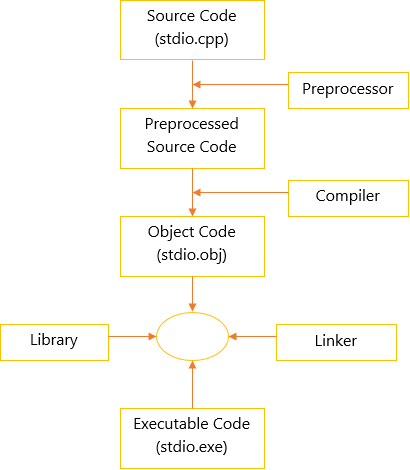 Source Code
(stdio.cpp)
Preprocessor
Preprocessed
Source Code
Compiler
Object Code
(stdio.obj)
Library
Linker
Executable Code
(stdio.exe)